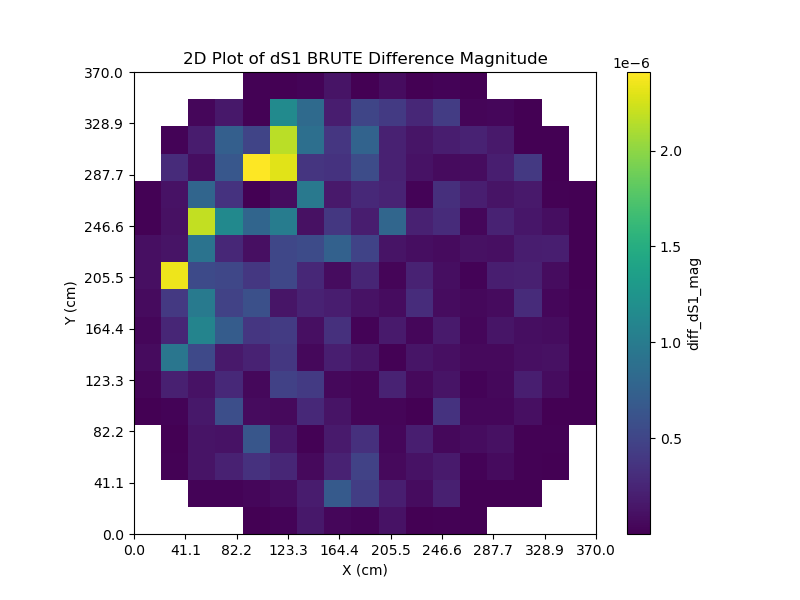 2D Plot of dS1 BRUTE Difference Magnitude
1e−6
370.0
328.9
287.7
246.6
205.5
164.4
123.3
82.2
41.1
0.0
Y (cm)
0.0 41.1 82.2 123.3 164.4 205.5 246.6 287.7 328.9 370.0
X (cm)
2.0
1.5
1.0
0.5
diff_dS1_mag